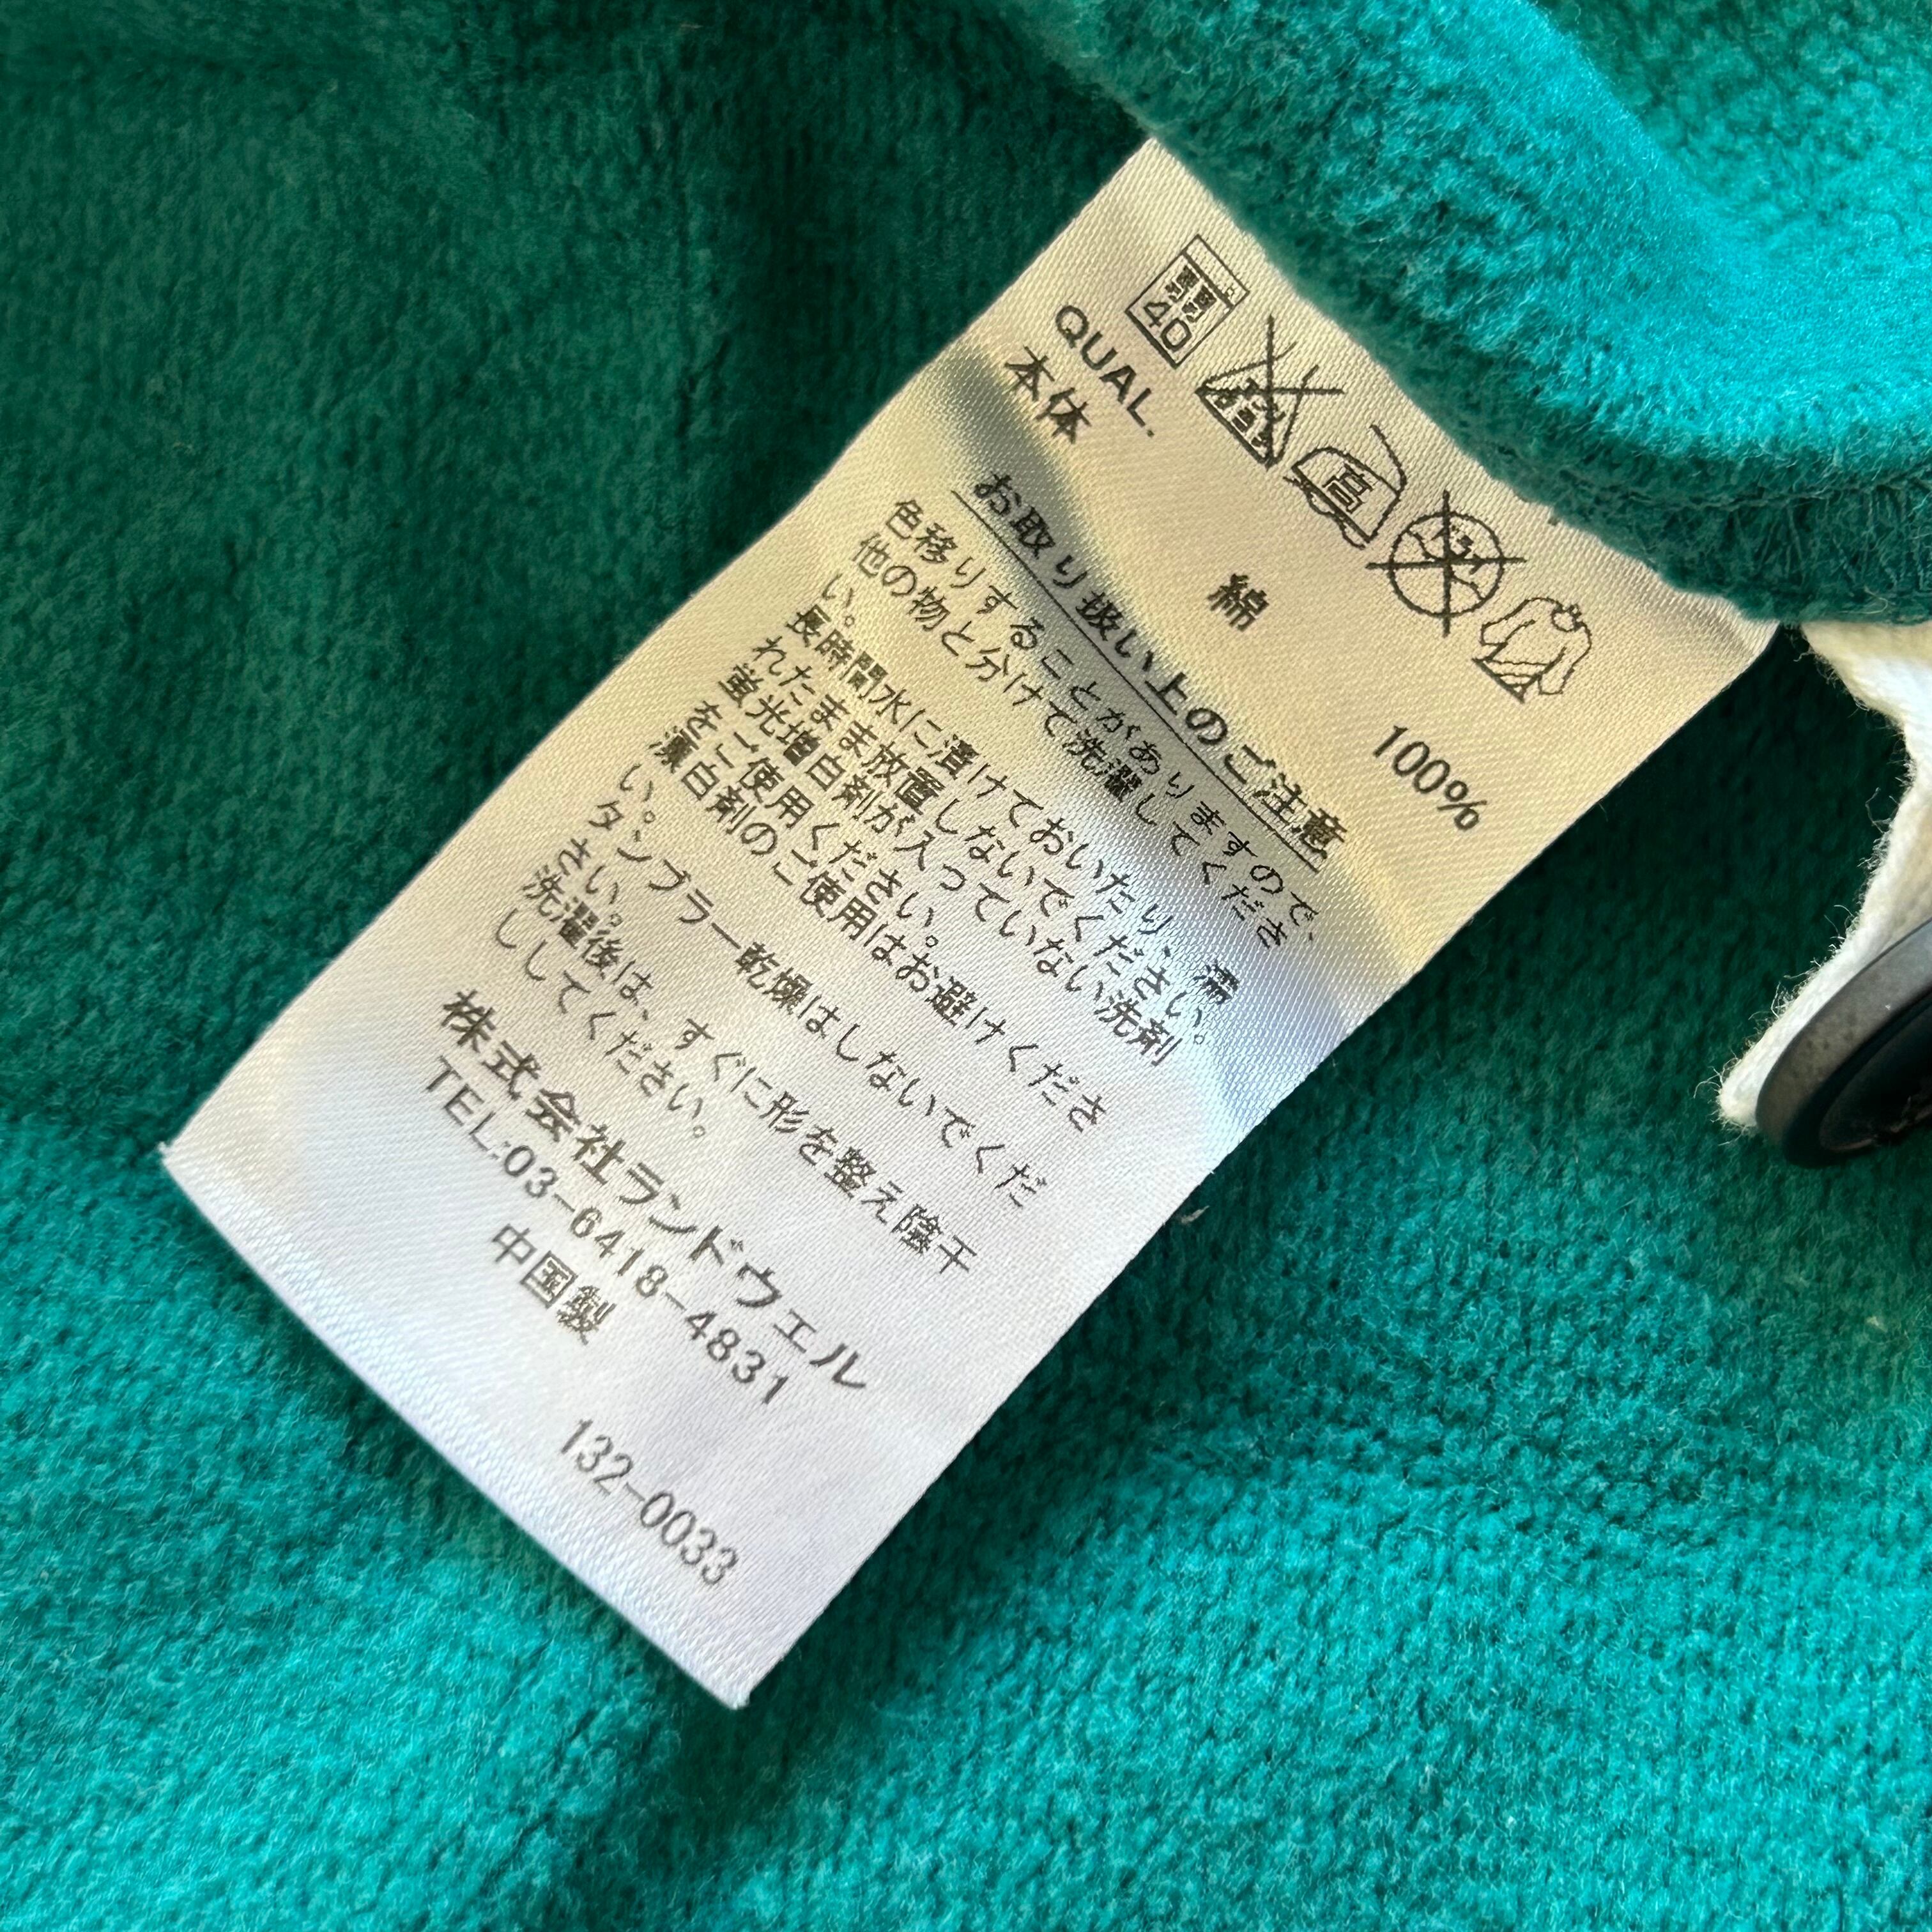 40
高
QUAL.
本体 綿 100%
お取り扱い上のご注意
色移りすることがありますので、
他の物と分けて洗濯してくださ
い。
長時間水に漬けておいたり、濡
れたまま放置しないでください。
蛍光増白剤が入っていない洗剤
をご使用ください。
漂白剤のご使用はお避けくださ
い。
タンブラー乾燥はしないでくだ
さい。
洗濯後は、すぐに形を整え陰干
ししてください。
株式会社ランドウェル
TEL:03-6418-4831
中国製
132-0033